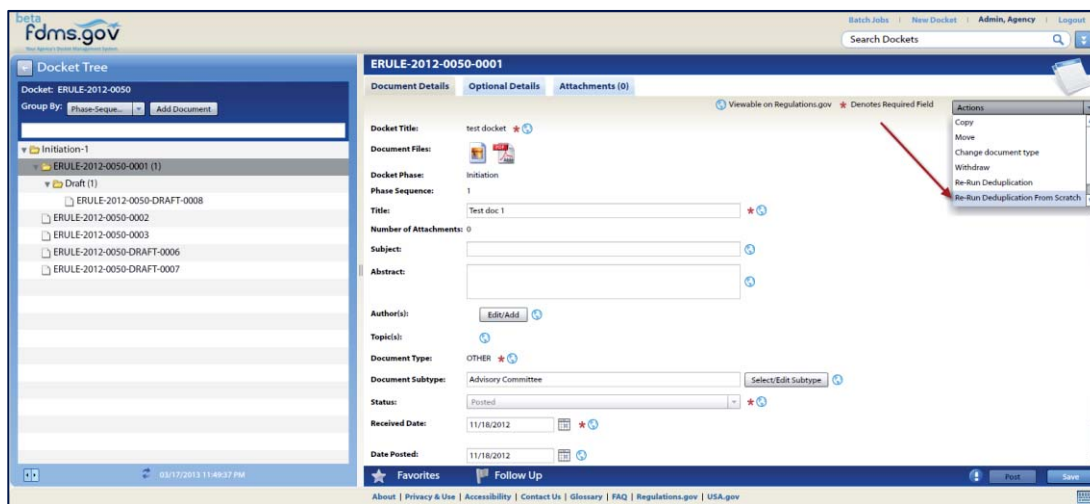 beta
fdms.gov
Your Agency's Docket Management System
Batch Jobs | New Docket | Admin, Agency | Logout
Search Dockets
Docket Tree
Docket: ERULE-2012-0050
Group By: Phase-Seque... Add Document
Initiation-1
ERULE-2012-0050-0001 (1)
Draft (1)
ERULE-2012-0050-DRAFT-0008
ERULE-2012-0050-0002
ERULE-2012-0050-0003
ERULE-2012-0050-DRAFT-0006
ERULE-2012-0050-DRAFT-0007
03/17/2013 11:49:37 PM
ERULE-2012-0050-0001
Document Details Optional Details Attachments (0)
Viewable on Regulations.gov * Denotes Required Field
Actions
Copy
Move
Change document type
Withdraw
Re-Run Deduplication
Re-Run Deduplication From Scratch
Docket Title: test docket *
Document Files:
Docket Phase: Initiation
Phase Sequence: 1
Title: Test doc 1 *
Number of Attachments: 0
Subject:
Abstract:
Author(s): Edit/Add
Topic(s):
Document Type: OTHER *
Document Subtype: Advisory Committee Select/Edit Subtype
Status: Posted *
Received Date: 11/18/2012 *
Date Posted: 11/18/2012
Favorites Follow Up Post Save
About | Privacy & Use | Accessibility | Contact Us | Glossary | FAQ | Regulations.gov | USA.gov